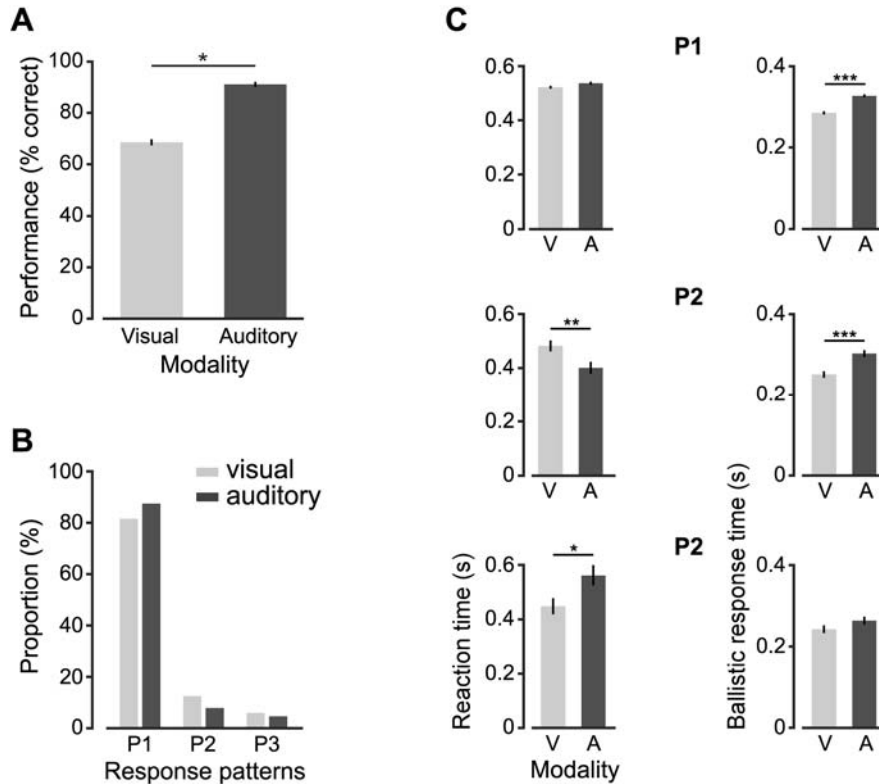 A
Performance (% correct)
100
80
60
40
20
0
*
Visual
Auditory
Modality
B
Proportion (%)
100
80
60
40
20
0
visual
auditory
P1
P2
P3
Response patterns
C
P1
0.6
0.4
0.2
0
V
A
0.4
0.2
0
***
V
A
P2
0.6
0.4
0.2
0
**
V
A
0.4
0.2
0
***
V
A
P2
Reaction time (s)
0.6
0.4
0.2
0
*
V
A
Modality
Ballistic response time (s)
0.4
0.2
0
V
A